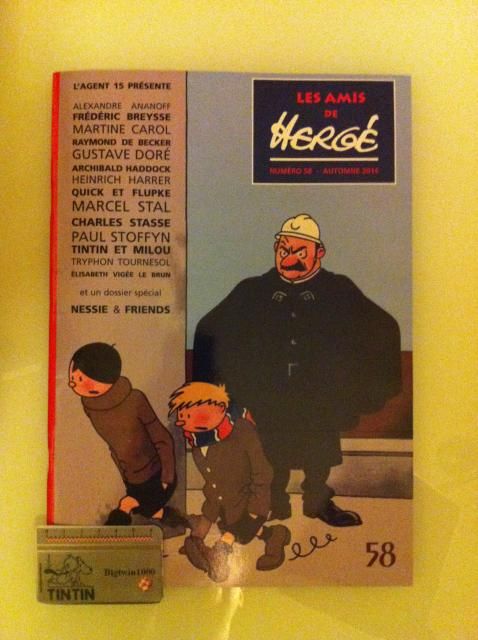 L'AGENT 15 PRÉSENTE
ALEXANDRE ANANOFF
FRÉDÉRIC BREYSSE
MARTINE CAROL
RAYMOND DE BECKER
GUSTAVE DORÉ
ARCHIBALD HADDOCK
HEINRICH HARRER
QUICK ET FLUPKE
MARCEL STAL
CHARLES STASSE
PAUL STOFFYN
TINTIN ET MILOU
TRYPHON TOURNESOL
ÉLISABETH VIGÉE LE BRUN
et un dossier spécial
NESSIE & FRIENDS
LES AMIS
DE
HERGÉ
NUMÉRO 58 - AUTOMNE 2014
58
Bigtwin1000
TINTIN